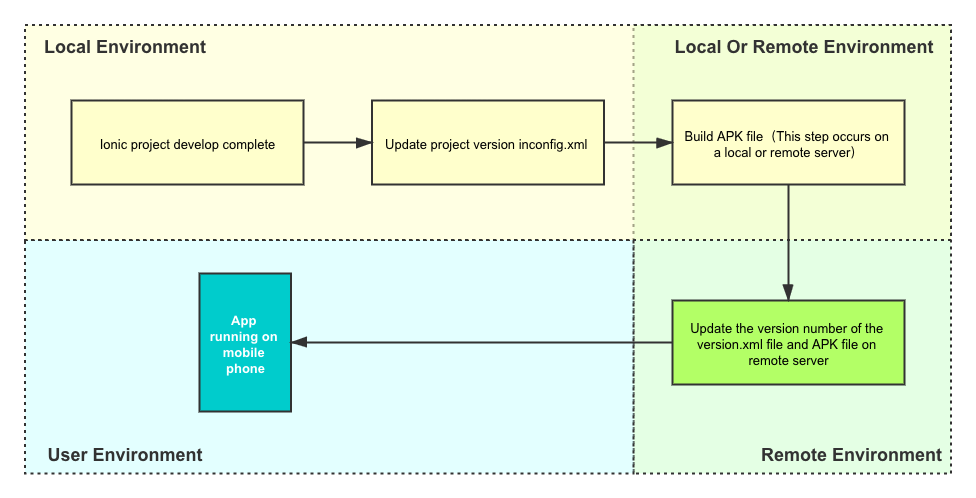 Local Environment
Local Or Remote Environment
Ionic project develop complete
Update project version inconfig.xml
Build APK file（This step occurs on
a local or remote server）
App
running on
mobile
phone
Update the version number of the
version.xml file and APK file on
remote server
User Environment
Remote Environment